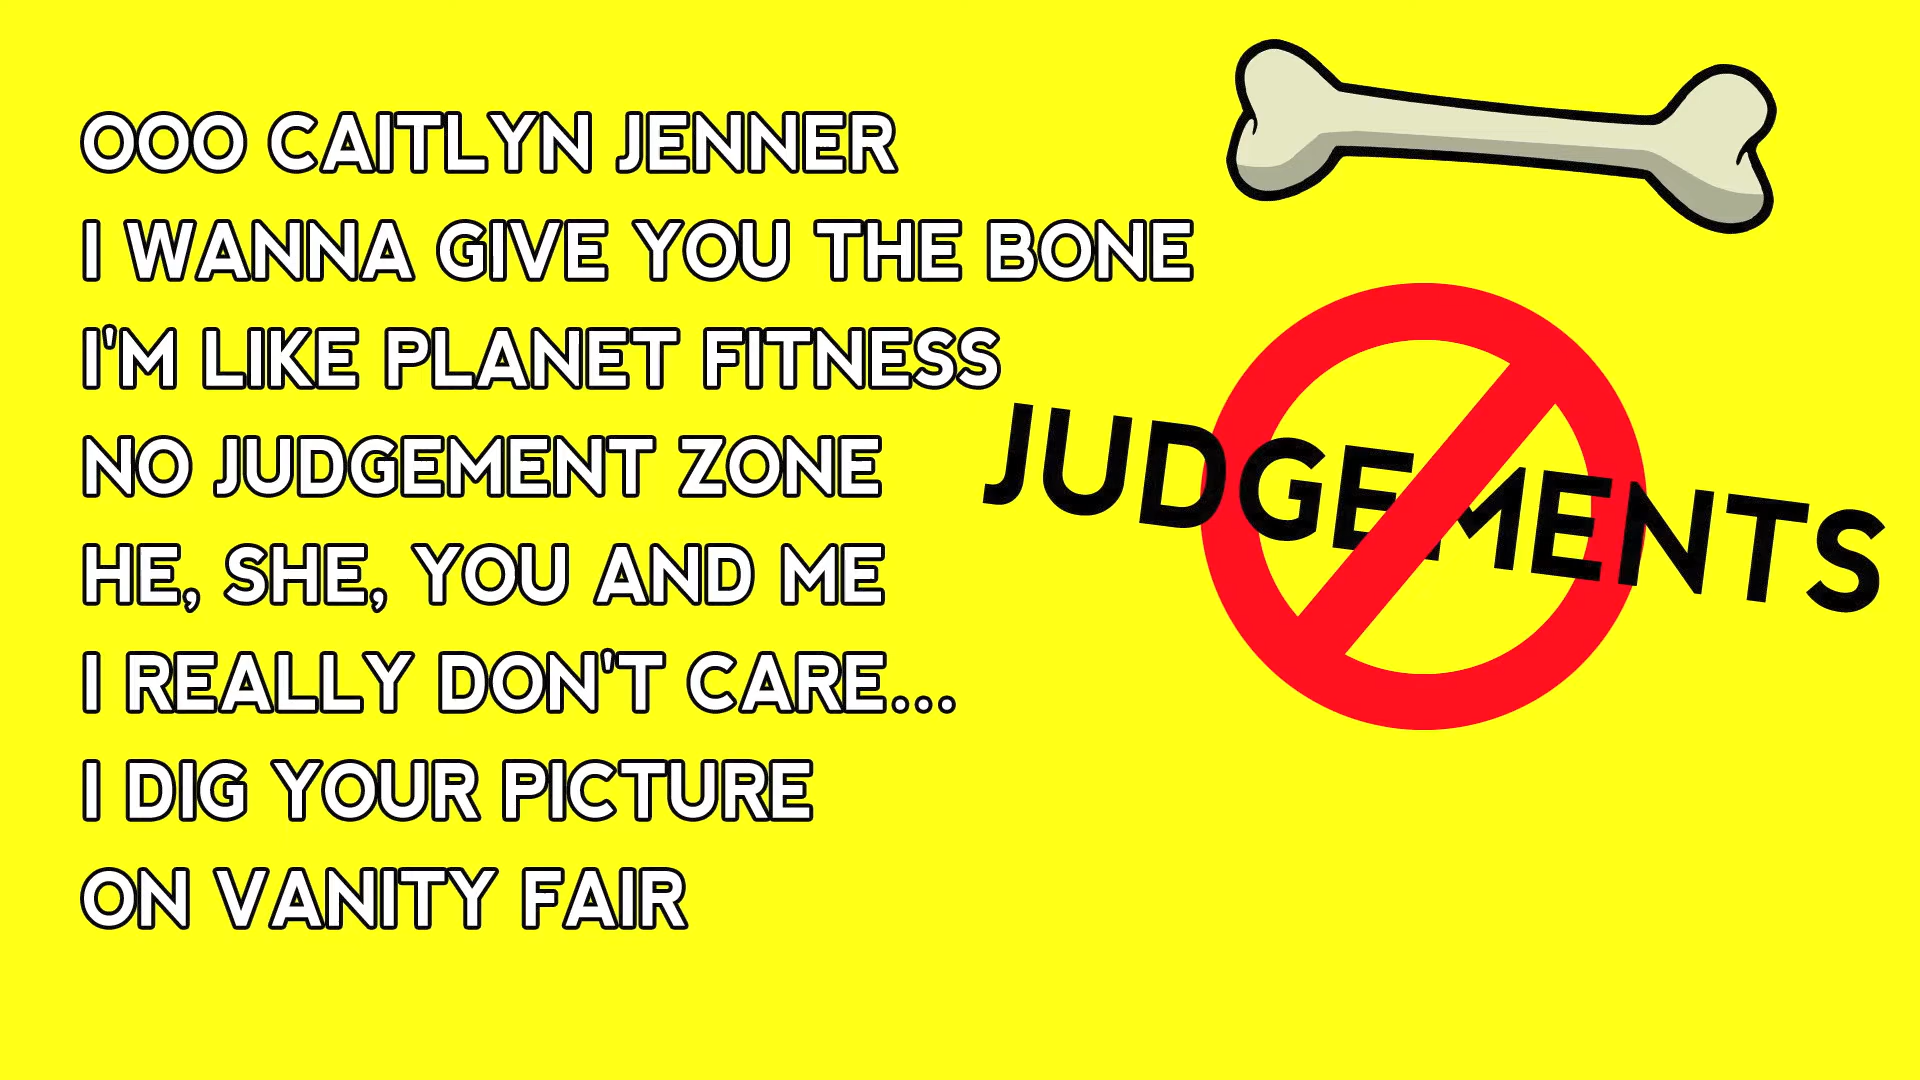 OOO CAITLYN JENNER
I WANNA GIVE YOU THE BONE
I'M LIKE PLANET FITNESS
NO JUDGEMENT ZONE
HE, SHE, YOU AND ME
I REALLY DON'T CARE...
I DIG YOUR PICTURE
ON VANITY FAIR
JUDGEMENTS